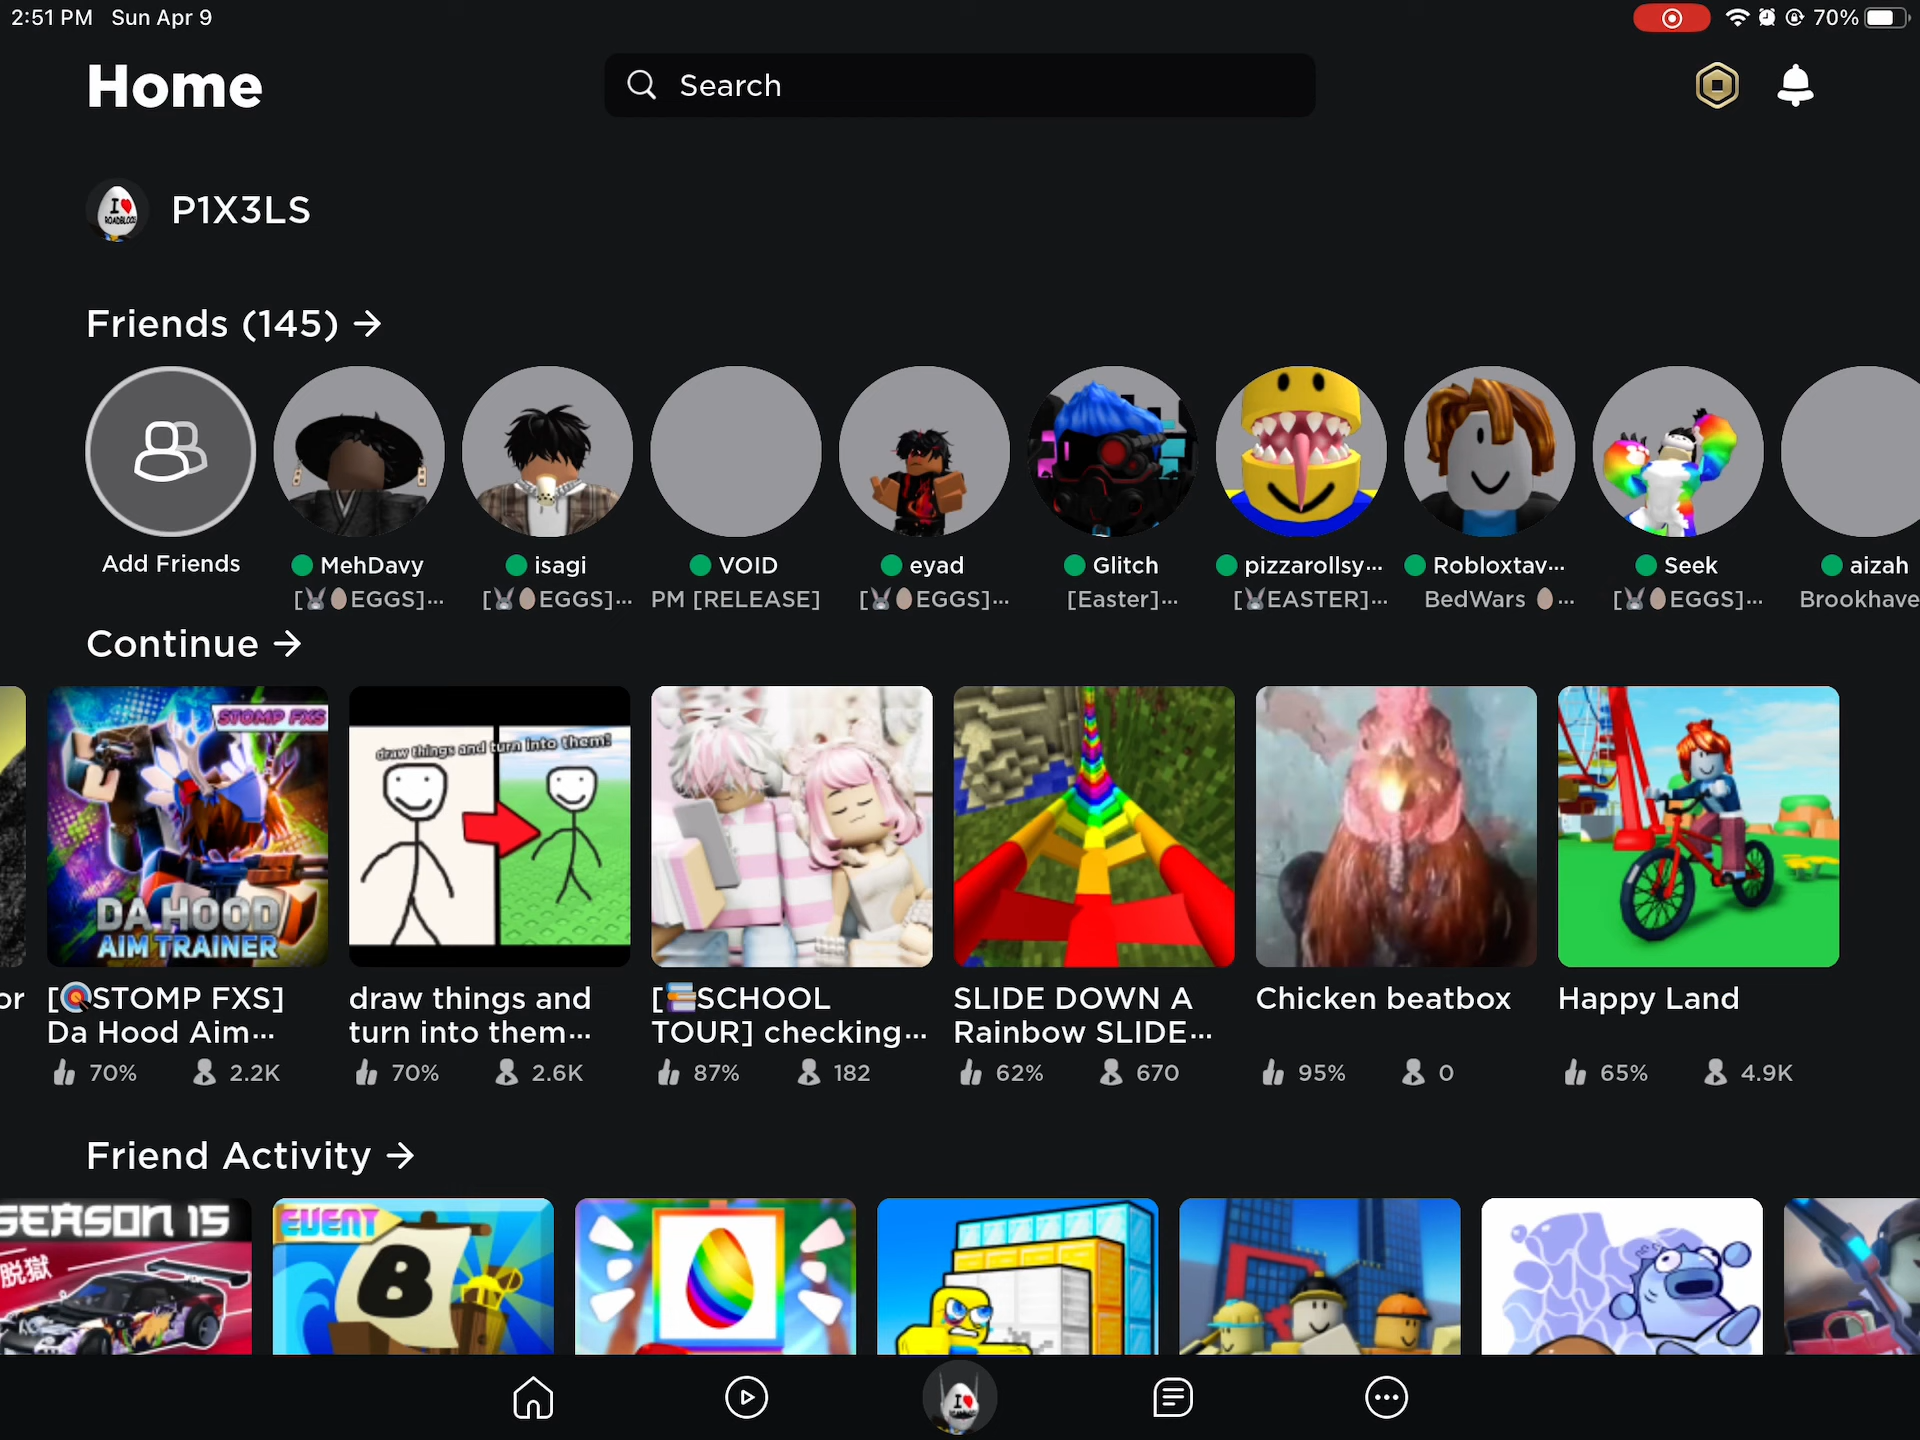 2:51 PM Sun Apr 9
70%
Home
Search
I ❤
P1X3LS
Friends (145) →
Add Friends
MehDavy
[🐰🥚EGGS]...
isagi
[🐰🥚EGGS]...
VOID
PM [RELEASE]
eyad
[🐰🥚EGGS]...
Glitch
[Easter]...
pizzarollsy...
[🐰EASTER]...
Robloxtav...
BedWars 🥚...
Seek
[🐰🥚EGGS]...
aizah
Brookhave
Continue →
STOMP FXS
DA HOOD
AIM TRAINER
draw things and turn into them!
or
[🎯STOMP FXS]
Da Hood Aim...
70% 2.2K
draw things and
turn into them...
70% 2.6K
[📚SCHOOL
TOUR] checking...
87% 182
SLIDE DOWN A
Rainbow SLIDE...
62% 670
Chicken beatbox
95% 0
Happy Land
65% 4.9K
Friend Activity →
SEASON 15
脱獄
EVENT
B
I ❤